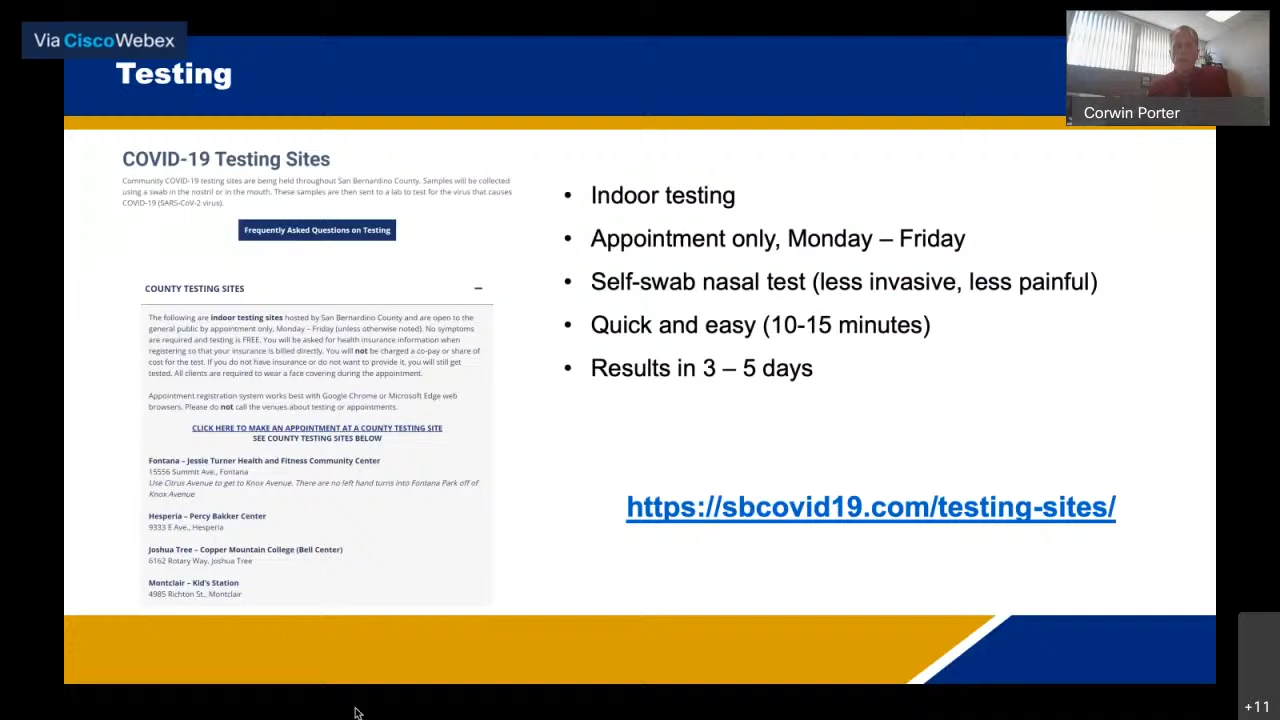 Via CiscoWebex
Testing
Corwin Porter
COVID-19 Testing Sites
Community COVID-19 testing sites are being held throughout San Bernardino County. Samples will be collected
using a swab in the nostril or in the mouth. These samples are then sent to a lab to test for the virus that causes
COVID-19 (SARS-CoV-2 virus).
Frequently Asked Questions on Testing
COUNTY TESTING SITES
The following are indoor testing sites hosted by San Bernardino County and are open to the
general public by appointment only, Monday – Friday (unless otherwise noted). No symptoms
are required and testing is FREE. You will be asked for health insurance information when
registering so that your insurance is billed directly. You will not be charged a co-pay or share of
cost for the test. If you do not have insurance or do not want to provide it, you will still get
tested. All clients are required to wear a face covering during the appointment.
Appointment registration system works best with Google Chrome or Microsoft Edge web
browsers. Please do not call the venues about testing or appointments.
CLICK HERE TO MAKE AN APPOINTMENT AT A COUNTY TESTING SITE
SEE COUNTY TESTING SITES BELOW
Fontana – Jessie Turner Health and Fitness Community Center
15556 Summit Ave., Fontana
Use Citrus Avenue to get to Knox Avenue. There are no left hand turns into Fontana Park off of
Knox Avenue
Hesperia – Percy Bakker Center
9333 E Ave., Hesperia
Joshua Tree – Copper Mountain College (Bell Center)
6162 Rotary Way, Joshua Tree
Montclair – Kid's Station
4985 Richton St., Montclair
• Indoor testing
• Appointment only, Monday – Friday
• Self-swab nasal test (less invasive, less painful)
• Quick and easy (10-15 minutes)
• Results in 3 – 5 days
https://sbcovid19.com/testing-sites/
+11